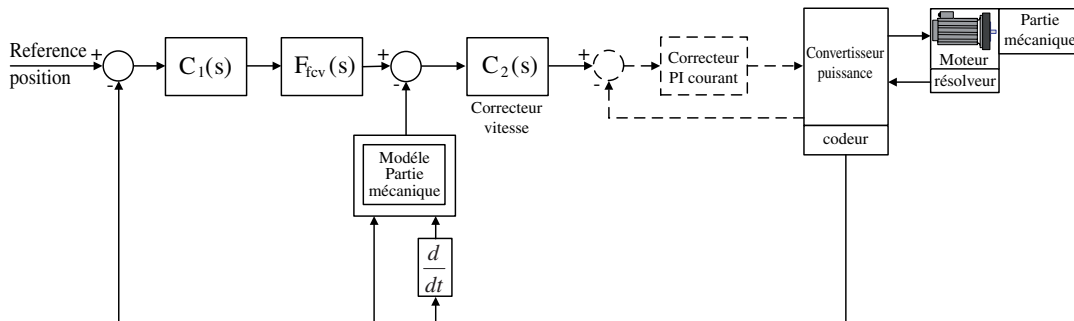 Reference
position
+
-
C1(s)
Ffcv(s)
+
-
C2(s)
Correcteur
vitesse
+
-
Correcteur
PI courant
Convertisseur
puissance
codeur
Moteur
résolveur
Partie
mécanique
Modéle
Partie
mécanique
d
dt